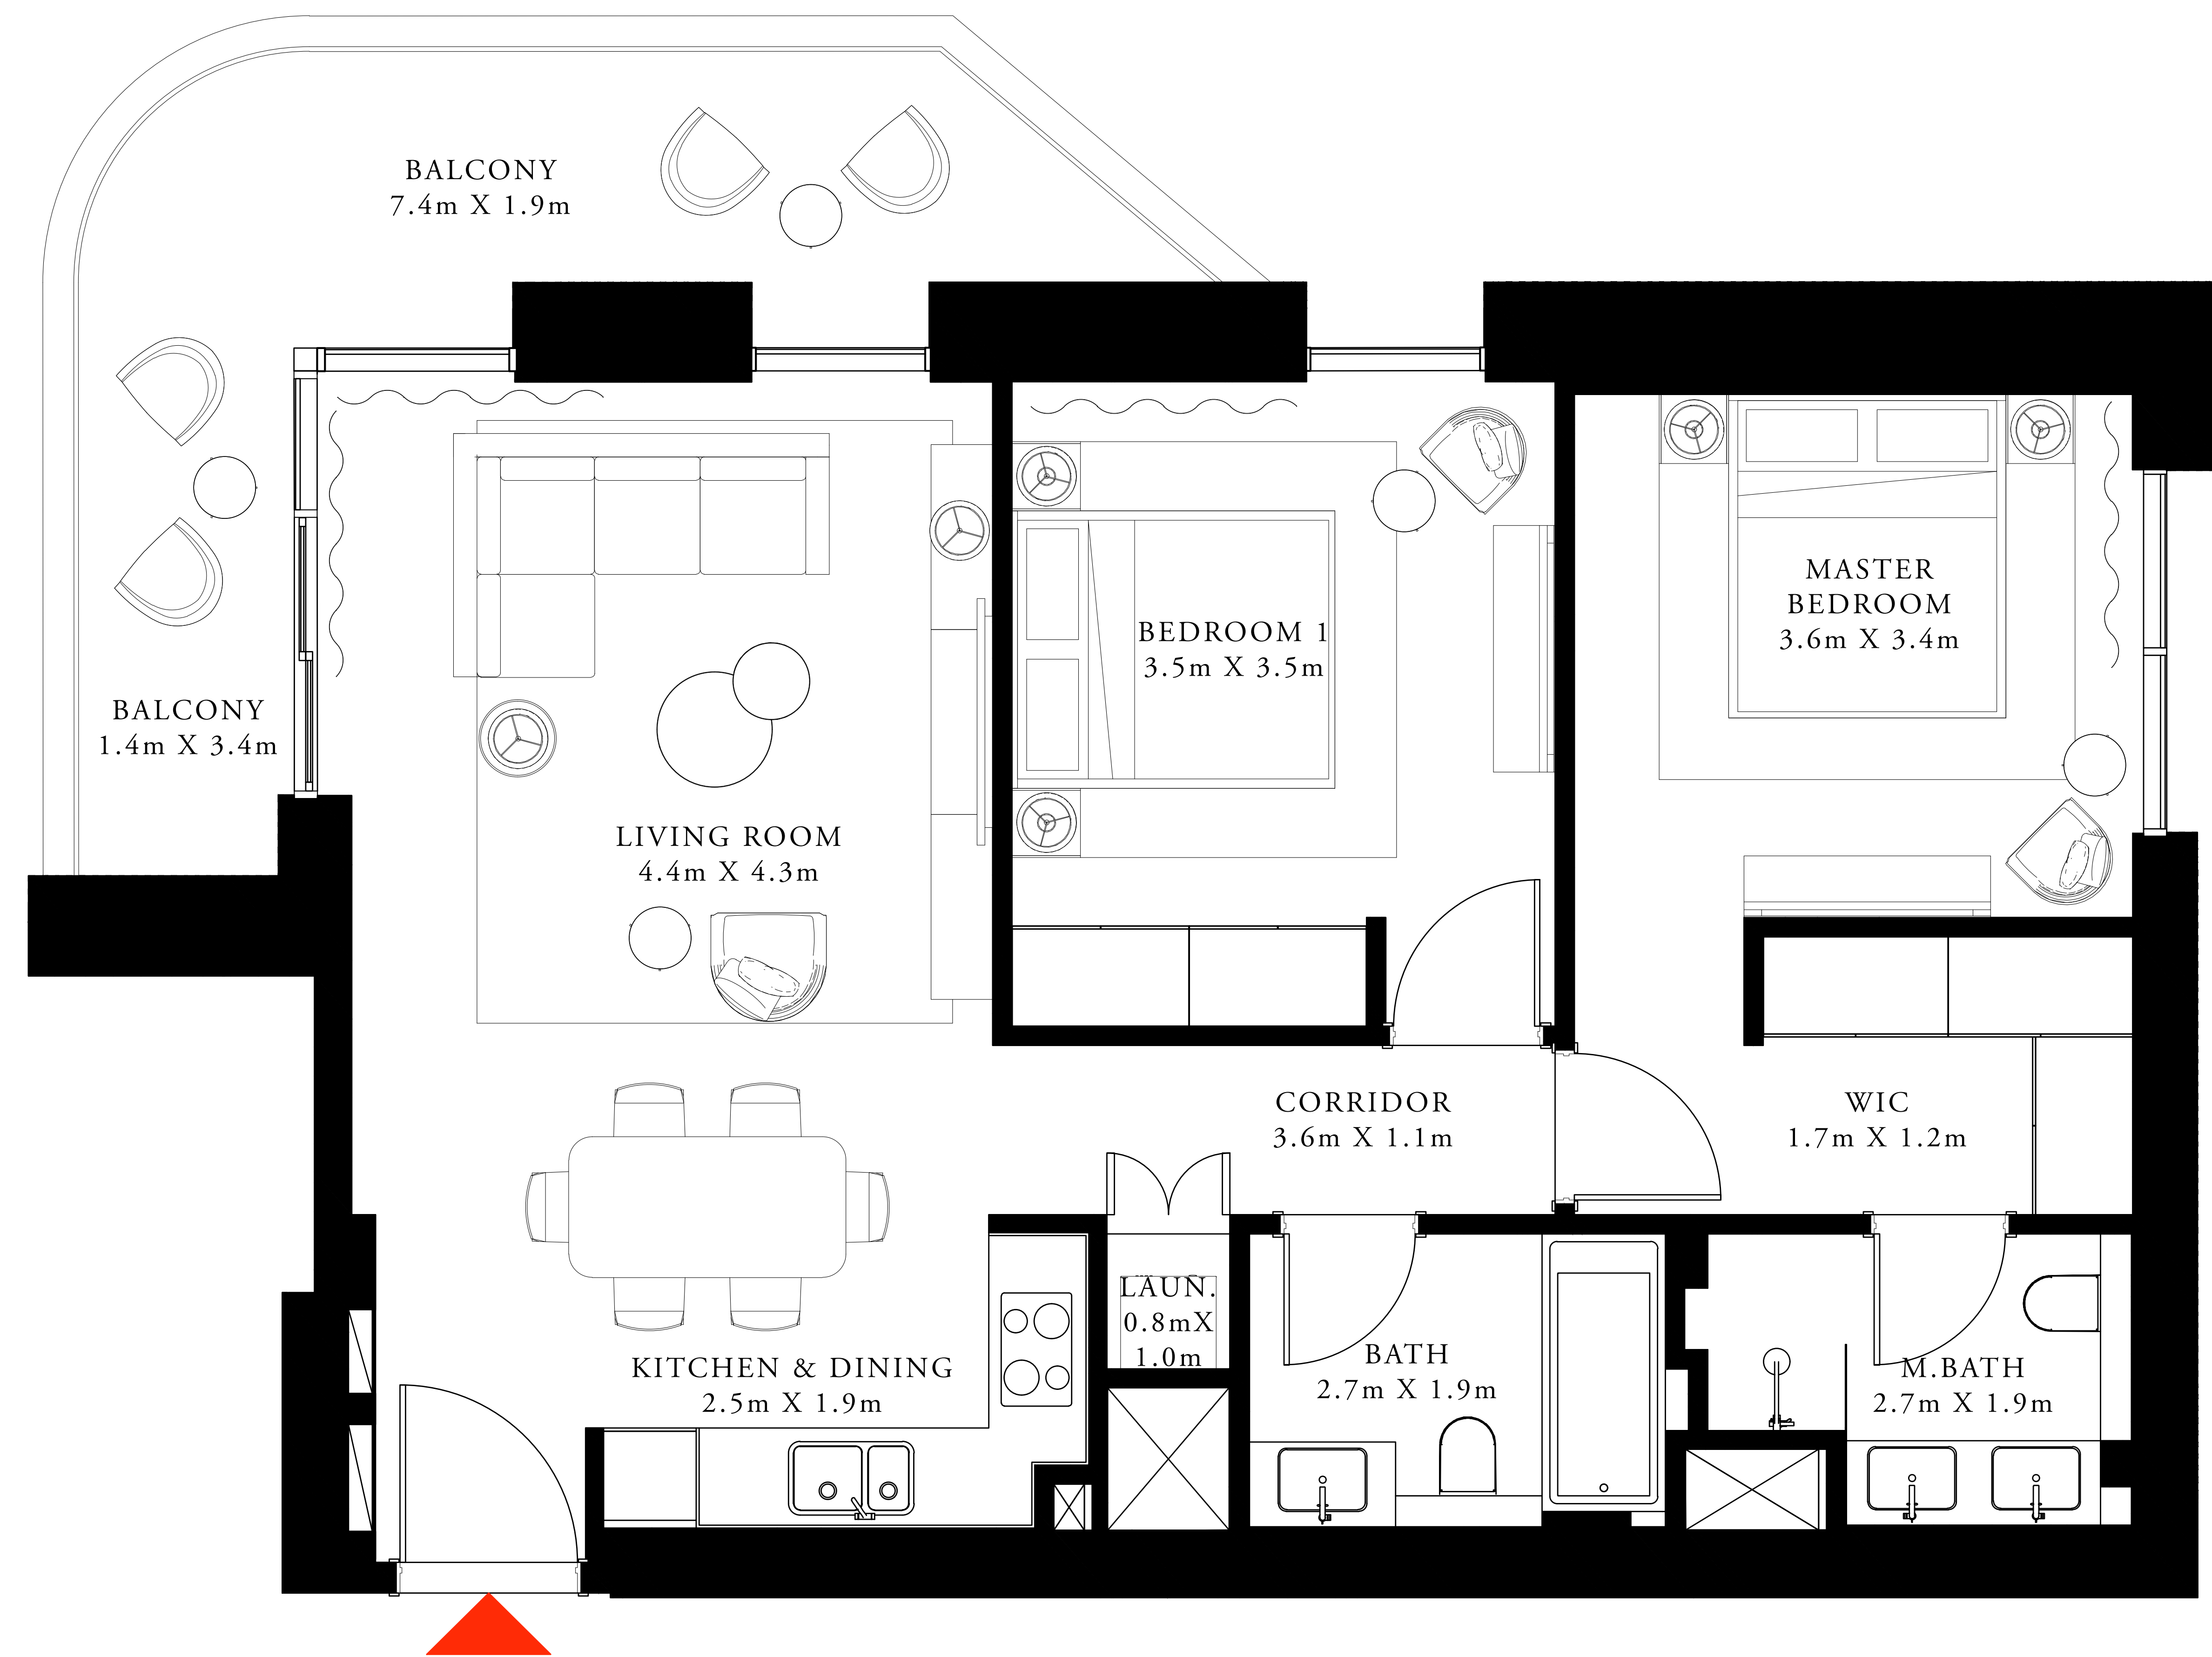 BALCONY
7.4m X 1.9m
BALCONY
1.4m X 3.4m
LIVING ROOM
4.4m X 4.3m
BEDROOM 1
3.5m X 3.5m
MASTER
BEDROOM
3.6m X 3.4m
CORRIDOR
3.6m X 1.1m
WIC
1.7m X 1.2m
LAUN.
0.8mX
1.0m
KITCHEN & DINING
2.5m X 1.9m
BATH
2.7m X 1.9m
M.BATH
2.7m X 1.9m